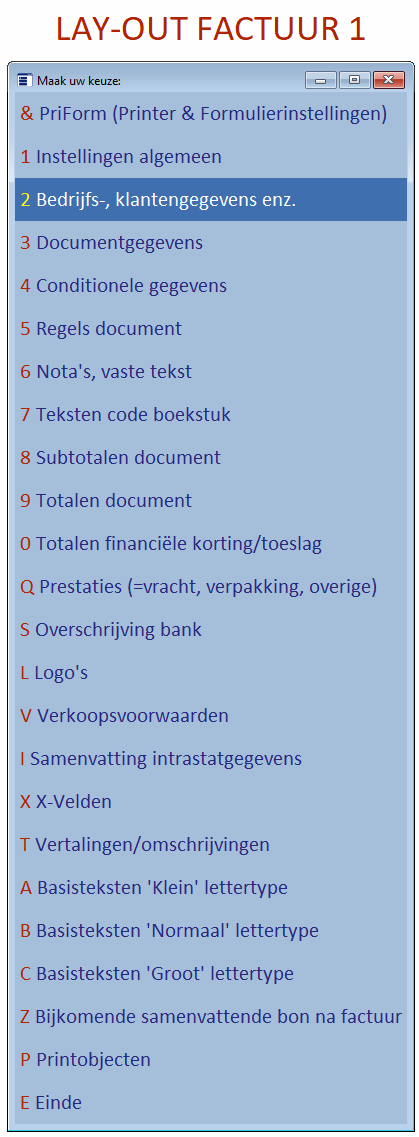 LAY-OUT FACTUUR 1
Maak uw keuze:
& PriForm (Printer & Formulierinstellingen)
1 Instellingen algemeen
2 Bedrijfs-, klantengegevens enz.
3 Documentgegevens
4 Conditionele gegevens
5 Regels document
6 Nota's, vaste tekst
7 Teksten code boekstuk
8 Subtotalen document
9 Totalen document
0 Totalen financiële korting/toeslag
Q Prestaties (=vracht, verpakking, overige)
S Overschrijving bank
L Logo's
V Verkoopsvoorwaarden
I Samenvatting intrastatgegevens
X X-Velden
T Vertalingen/omschrijvingen
A Basisteksten 'Klein' lettertype
B Basisteksten 'Normaal' lettertype
C Basisteksten 'Groot' lettertype
Z Bijkomende samenvattende bon na factuur
P Printobjecten
E Einde